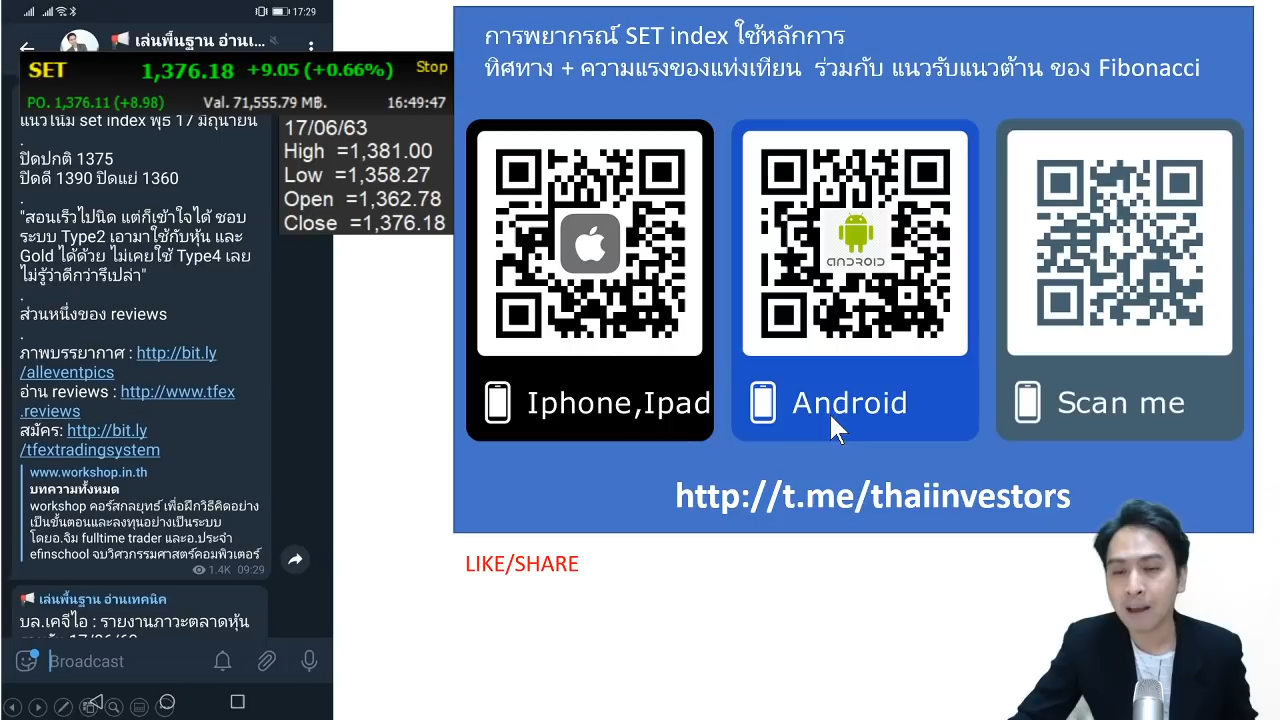 17:29
เล่นพื้นฐาน อ่านเ...
SET 1,376.18 +9.05 (+0.66%) Stop
PO. 1,376.11 (+8.98) Val. 71,555.79 MB. 16:49:47
แนวโน้ม set index พุธ 17 มิถุนายน
.
ปิดปกติ 1375
ปิดดี 1390 ปิดแย่ 1360
.
"สอนเร็วไปนิด แต่ก็เข้าใจได้ ชอบ
ระบบ Type2 เอามาใช้กับหุ้น และ
Gold ได้ด้วย ไม่เคยใช้ Type4 เลย
ไม่รู้ว่าดีกว่ารึเปล่า"
.
ส่วนหนึ่งของ reviews
.
ภาพบรรยากาศ : http://bit.ly
/alleventpics
อ่าน reviews : http://www.tfex
.reviews
สมัคร: http://bit.ly
/tfextradingsystem
www.workshop.in.th
บทความทั้งหมด
workshop คอร์สกลยุทธ์ เพื่อฝึกวิธีคิดอย่าง
เป็นขั้นตอนและลงทุนอย่างเป็นระบบ
โดยอ.จิม fulltime trader และอ.ประจำ
efinschool จบวิศวกรรมศาสตร์คอมพิวเตอร์
1.4K 09:29
เล่นพื้นฐาน อ่านเทคนิค
บล.เคจีไอ : รายงานภาวะตลาดหุ้น
Broadcast
17/06/63
High =1,381.00
Low =1,358.27
Open =1,362.78
Close =1,376.18
การพยากรณ์ SET index ใช้หลักการ
ทิศทาง + ความแรงของแท่งเทียน ร่วมกับ แนวรับแนวต้าน ของ Fibonacci
ANDROID
Iphone,Ipad
Android
Scan me
http://t.me/thaiinvestors
LIKE/SHARE